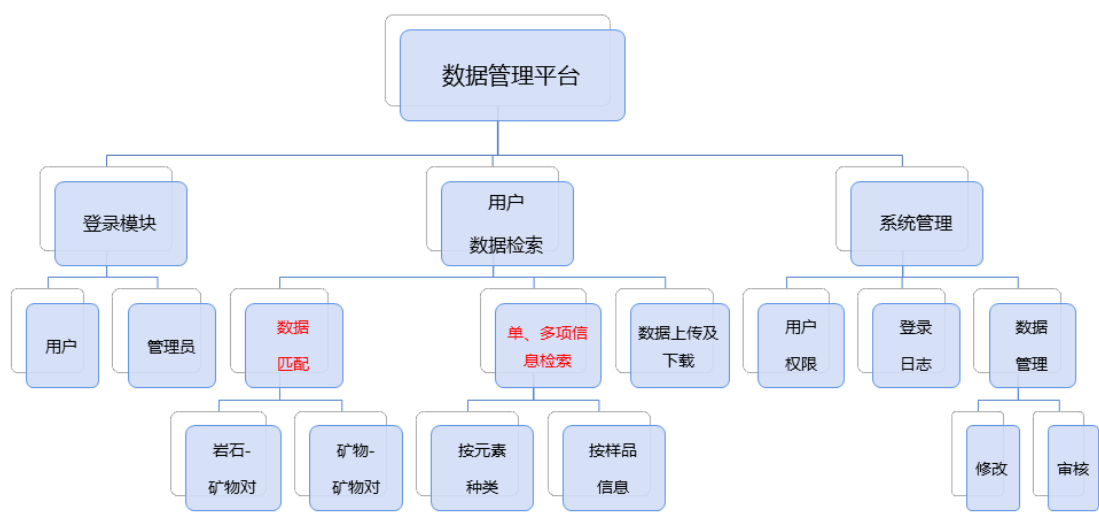 数据管理平台
登录模块
用户
数据检索
系统管理
用户
管理员
数据
匹配
单、多项信
息检索
数据上传及
下载
用户
权限
登录
日志
数据
管理
岩石-
矿物对
矿物-
矿物对
按元素
种类
按样品
信息
修改
审核